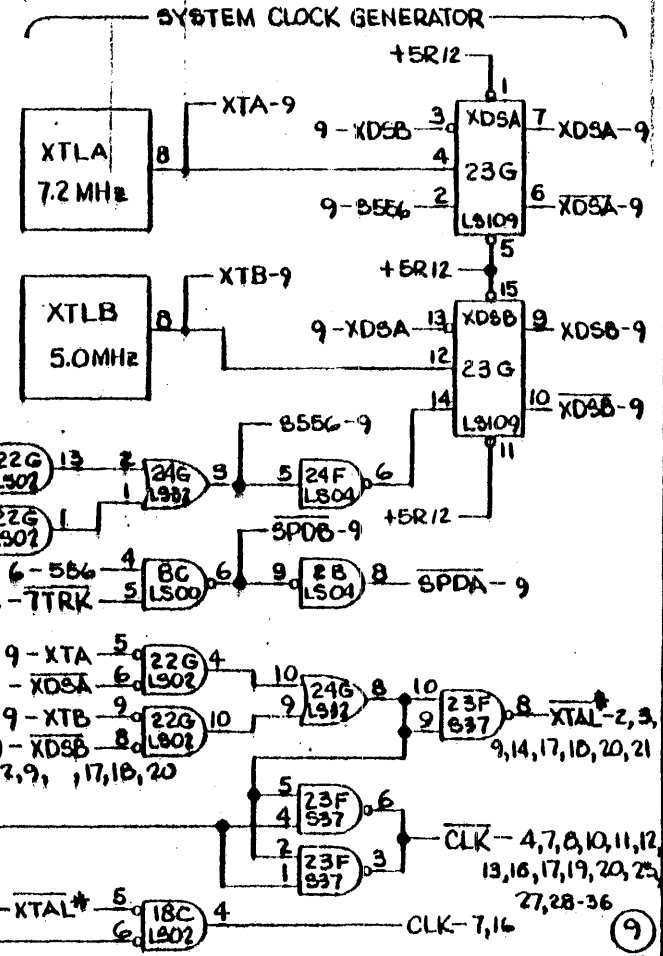 SYSTEM CLOCK GENERATOR
+5R12
1
XTA-9
XTLA
7.2 MHz
8
9-XDSB 3
4
9-B556 2
XDSA
23G
LS109
7 XDSA-9
6 XDSA-9
5
+5R12
15
XTB-9
XTLB
5.0MHz
8
9-XDSA 13
12
14
XDSB
23G
LS109
9 XDSB-9
10 XDSB-9
11
+5R12
22G
LS02
13
2
1
24G
LS32
3
B556-9
5
24F
LS04
6
22G
LS02
1
SPDB-9
6-5B6 4
-7TRK 5
8C
LS00
6
9
2B
LS04
8 SPDA-9
9-XTA 5
-XDSA 6
22G
LS02
4
10
9
24G
LS32
8
10
9
23F
S37
8 XTAL*-2,3,
9,14,17,18,20,21
9-XTB 9
-XDSB 8
22G
LS02
10
2,9, ,17,18,20
5
4
23F
S37
6
2
1
23F
S37
3
CLK-4,7,8,10,11,12,
13,16,17,19,20,25,
27,28-36
-XTAL* 5
6
18C
LS02
4
CLK-7,16
9